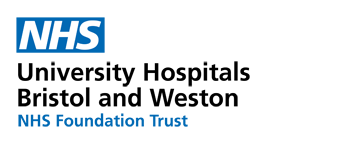 NHS
University Hospitals
Bristol and Weston
NHS Foundation Trust